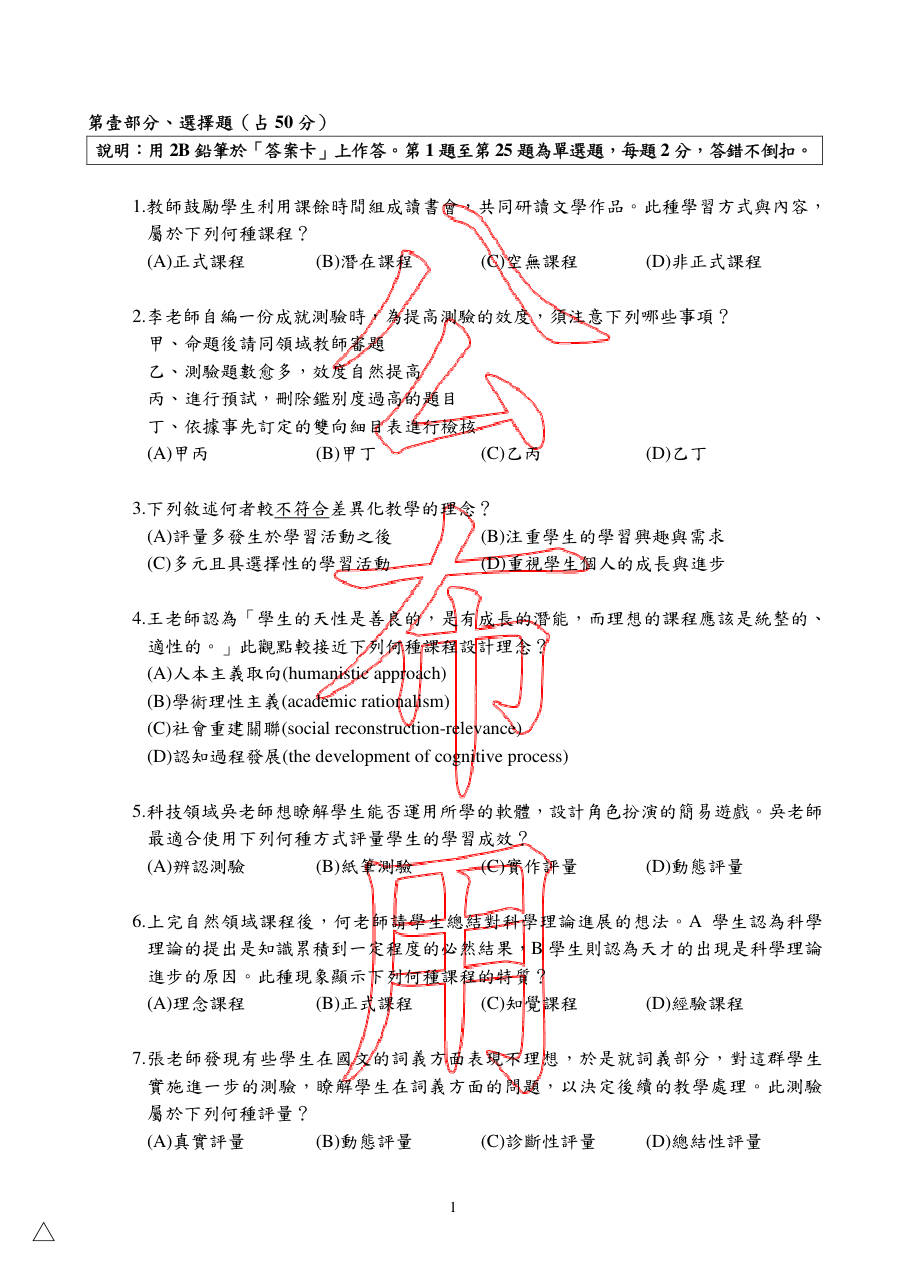 第壹部分、選擇題（占 50 分）
說明：用 2B 鉛筆於「答案卡」上作答。第 1 題至第 25 題為單選題，每題 2 分，答錯不倒扣。
1.教師鼓勵學生利用課餘時間組成讀書會，共同研讀文學作品。此種學習方式與內容，
屬於下列何種課程？
(A)正式課程 (B)潛在課程 (C)空無課程 (D)非正式課程
2.李老師自編一份成就測驗時，為提高測驗的效度，須注意下列哪些事項？
甲、命題後請同領域教師審題
乙、測驗題數愈多，效度自然提高
丙、進行預試，刪除鑑別度過高的題目
丁、依據事先訂定的雙向細目表進行檢核
(A)甲丙 (B)甲丁 (C)乙丙 (D)乙丁
3.下列敘述何者較不符合差異化教學的理念？
(A)評量多發生於學習活動之後 (B)注重學生的學習興趣與需求
(C)多元且具選擇性的學習活動 (D)重視學生個人的成長與進步
4.王老師認為「學生的天性是善良的，是有成長的潛能，而理想的課程應該是統整的、
適性的。」此觀點較接近下列何種課程設計理念？
(A)人本主義取向(humanistic approach)
(B)學術理性主義(academic rationalism)
(C)社會重建關聯(social reconstruction-relevance)
(D)認知過程發展(the development of cognitive process)
5.科技領域吳老師想瞭解學生能否運用所學的軟體，設計角色扮演的簡易遊戲。吳老師
最適合使用下列何種方式評量學生的學習成效？
(A)辨認測驗 (B)紙筆測驗 (C)實作評量 (D)動態評量
6.上完自然領域課程後，何老師請學生總結對科學理論進展的想法。A 學生認為科學
理論的提出是知識累積到一定程度的必然結果，B 學生則認為天才的出現是科學理論
進步的原因。此種現象顯示下列何種課程的特質？
(A)理念課程 (B)正式課程 (C)知覺課程 (D)經驗課程
7.張老師發現有些學生在國文的詞義方面表現不理想，於是就詞義部分，對這群學生
實施進一步的測驗，瞭解學生在詞義方面的問題，以決定後續的教學處理。此測驗
屬於下列何種評量？
(A)真實評量 (B)動態評量 (C)診斷性評量 (D)總結性評量
公布用
1